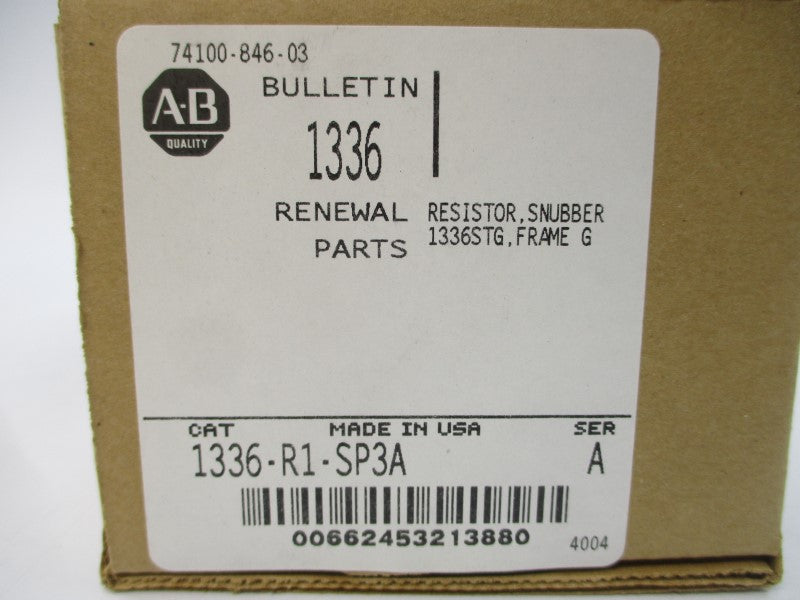 74100-846-03
A-B
QUALITY
BULLETIN
1336
RENEWAL
PARTS
RESISTOR,SNUBBER
1336STG,FRAME G
CAT MADE IN USA SER
1336-R1-SP3A A
00662453213880
4004